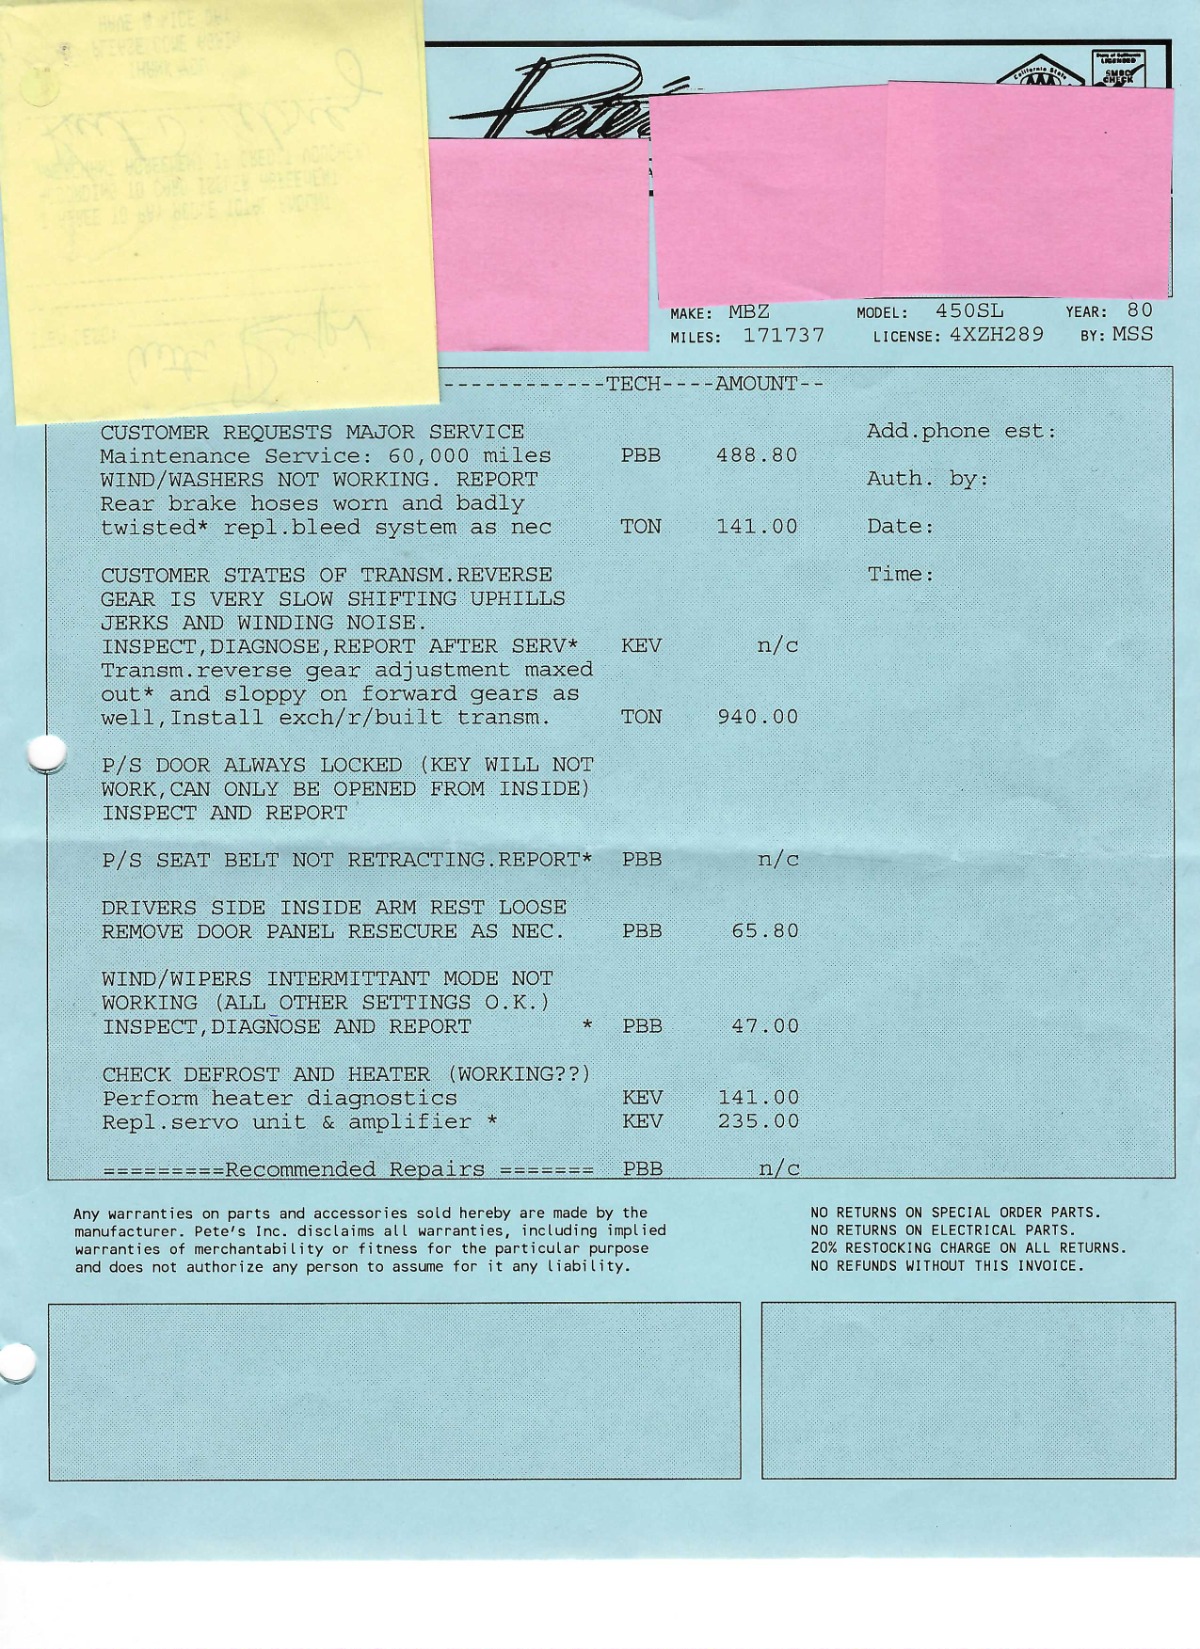 Pete's
California State
AAA
State of California
LICENSED
SMOG
CHECK
MAKE: MBZ MODEL: 450SL YEAR: 80
MILES: 171737 LICENSE: 4XZH289 BY: MSS
------------TECH----AMOUNT--
CUSTOMER REQUESTS MAJOR SERVICE Add.phone est:
Maintenance Service: 60,000 miles PBB 488.80
WIND/WASHERS NOT WORKING. REPORT Auth. by:
Rear brake hoses worn and badly
twisted* repl.bleed system as nec TON 141.00 Date:
CUSTOMER STATES OF TRANSM.REVERSE Time:
GEAR IS VERY SLOW SHIFTING UPHILLS
JERKS AND WINDING NOISE.
INSPECT,DIAGNOSE,REPORT AFTER SERV* KEV n/c
Transm.reverse gear adjustment maxed
out* and sloppy on forward gears as
well,Install exch/r/built transm. TON 940.00
P/S DOOR ALWAYS LOCKED (KEY WILL NOT
WORK,CAN ONLY BE OPENED FROM INSIDE)
INSPECT AND REPORT
P/S SEAT BELT NOT RETRACTING.REPORT* PBB n/c
DRIVERS SIDE INSIDE ARM REST LOOSE
REMOVE DOOR PANEL RESECURE AS NEC. PBB 65.80
WIND/WIPERS INTERMITTANT MODE NOT
WORKING (ALL OTHER SETTINGS O.K.)
INSPECT,DIAGNOSE AND REPORT * PBB 47.00
CHECK DEFROST AND HEATER (WORKING??)
Perform heater diagnostics KEV 141.00
Repl.servo unit & amplifier * KEV 235.00
=========Recommended Repairs ======= PBB n/c
Any warranties on parts and accessories sold hereby are made by the
manufacturer. Pete's Inc. disclaims all warranties, including implied
warranties of merchantability or fitness for the particular purpose
and does not authorize any person to assume for it any liability.
NO RETURNS ON SPECIAL ORDER PARTS.
NO RETURNS ON ELECTRICAL PARTS.
20% RESTOCKING CHARGE ON ALL RETURNS.
NO REFUNDS WITHOUT THIS INVOICE.